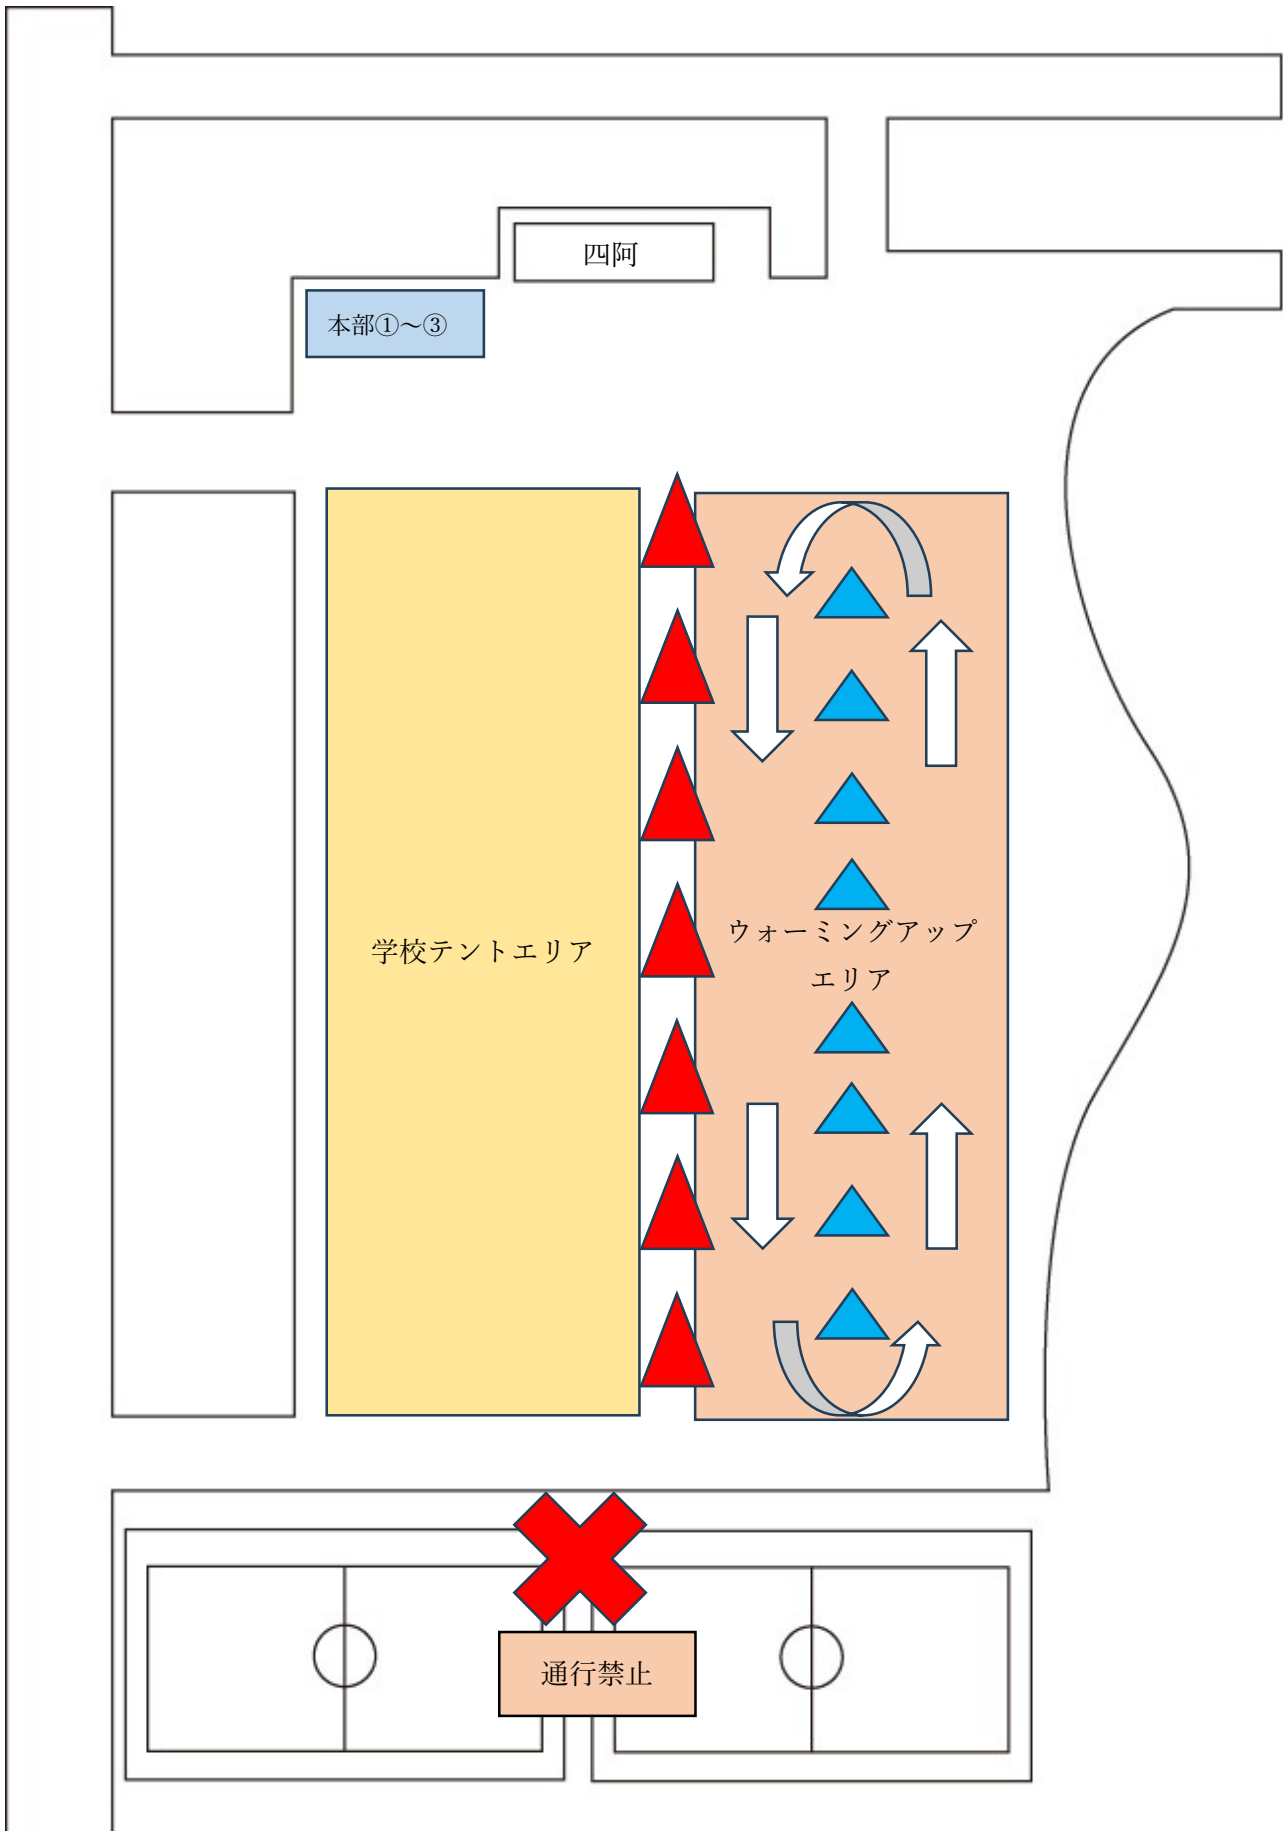 四阿
本部①～③
学校テントエリア
ウォーミングアップ
エリア
通行禁止